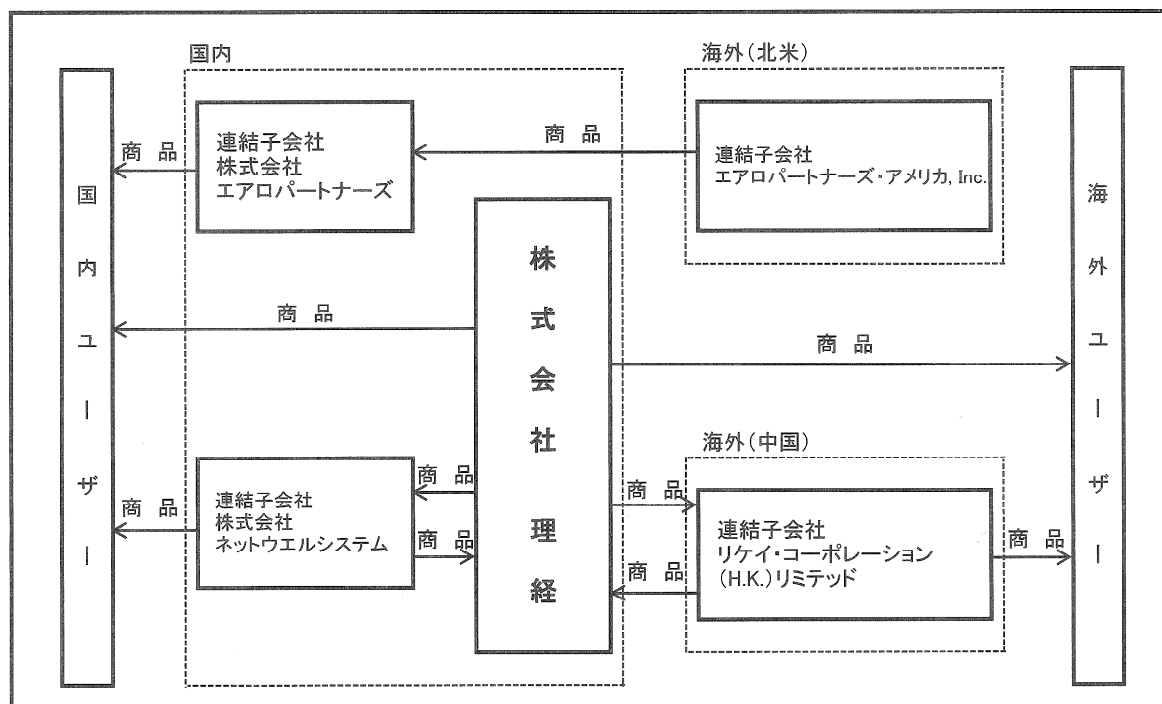 国内
海外（北米）
連結子会社
株式会社
エアロパートナーズ
商 品
商 品
連結子会社
エアロパートナーズ・アメリカ, Inc.
国内ユーザー
株式会社理経
海外ユーザー
商 品
商 品
海外（中国）
連結子会社
株式会社
ネットウエルシステム
商 品
商 品
商 品
商 品
商 品
連結子会社
リケイ・コーポレーション
（H.K.）リミテッド
商 品